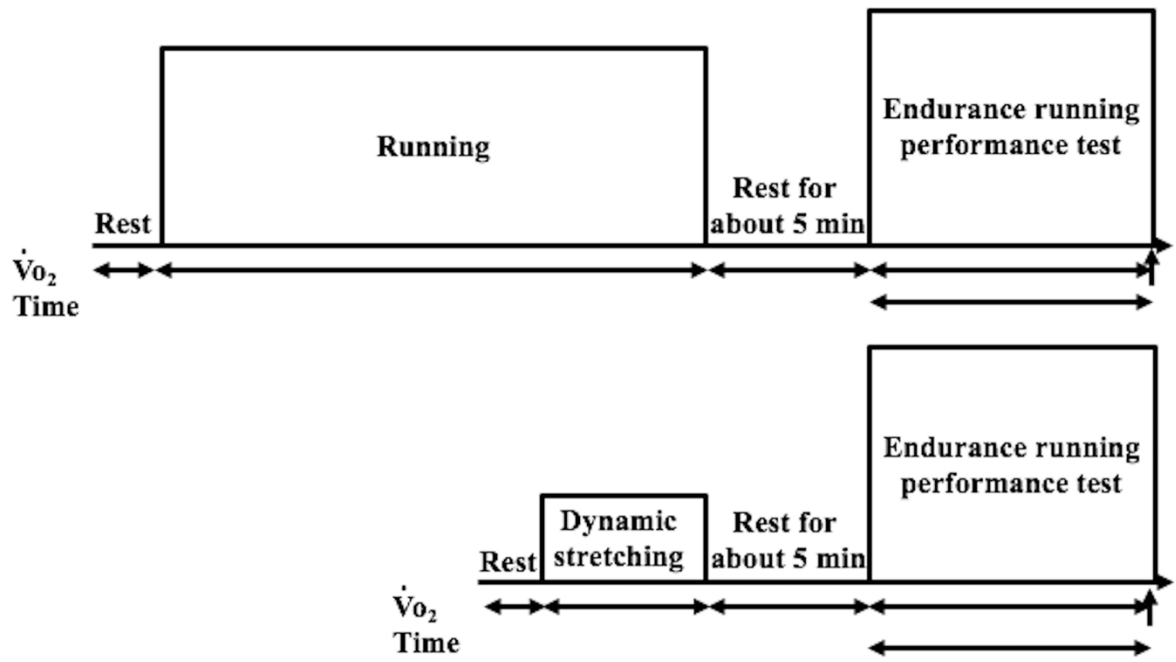 Running
Endurance running
performance test
Rest
Rest for
about 5 min
V̇o₂
Time
Dynamic
stretching
Endurance running
performance test
Rest
Rest for
about 5 min
V̇o₂
Time